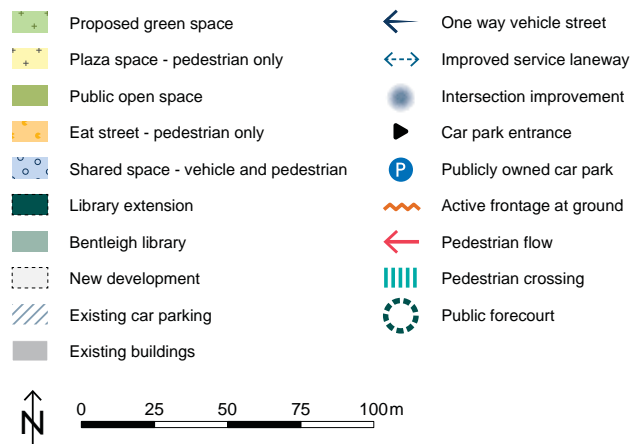 Proposed green space
Plaza space - pedestrian only
Public open space
Eat street - pedestrian only
Shared space - vehicle and pedestrian
Library extension
Bentleigh library
New development
Existing car parking
Existing buildings
One way vehicle street
Improved service laneway
Intersection improvement
Car park entrance
P Publicly owned car park
Active frontage at ground
Pedestrian flow
Pedestrian crossing
Public forecourt
N
0 25 50 75 100m